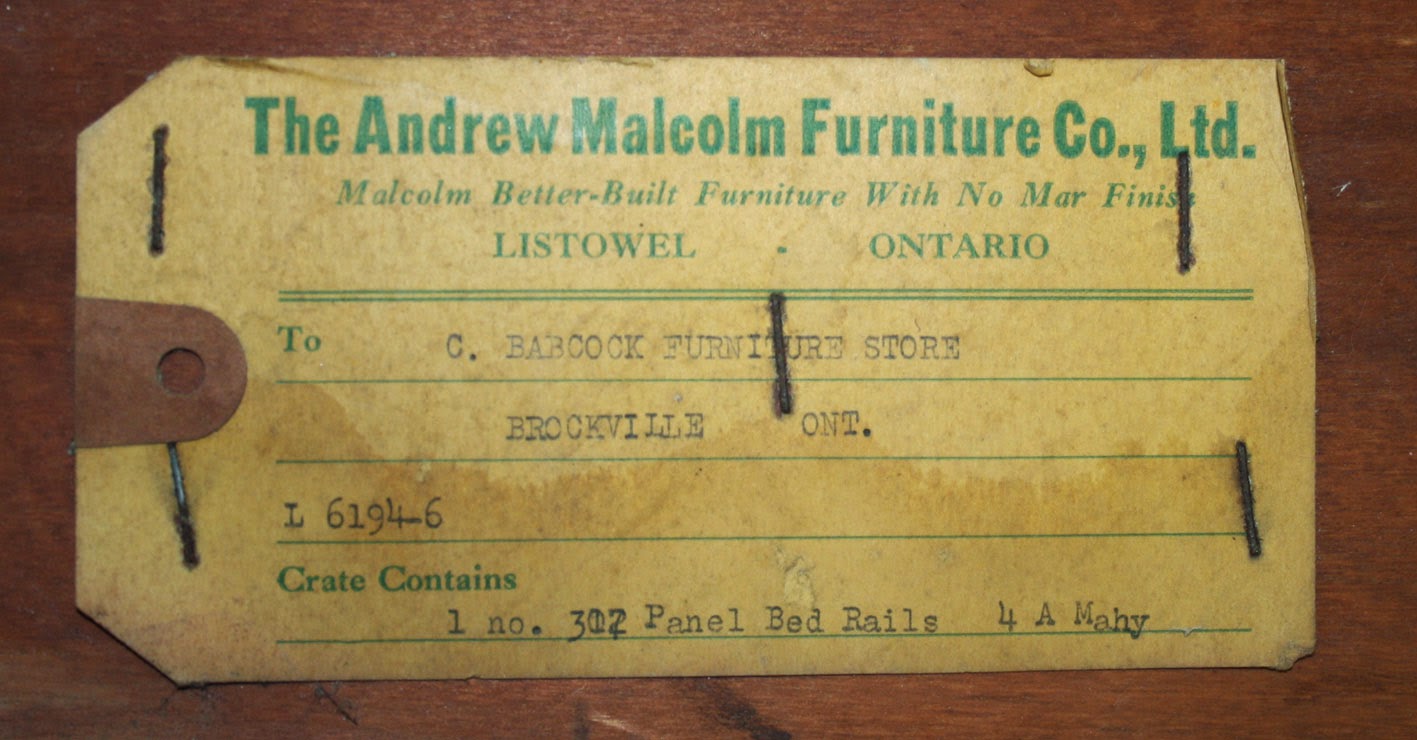 The Andrew Malcolm Furniture Co., Ltd.
Malcolm Better-Built Furniture With No Mar Finish
LISTOWEL - ONTARIO
To C. BABCOCK FURNITURE STORE
BROCKVILLE ONT.
L 6194-6
Crate Contains
1 no. Panel Bed Rails 4 A Mahy